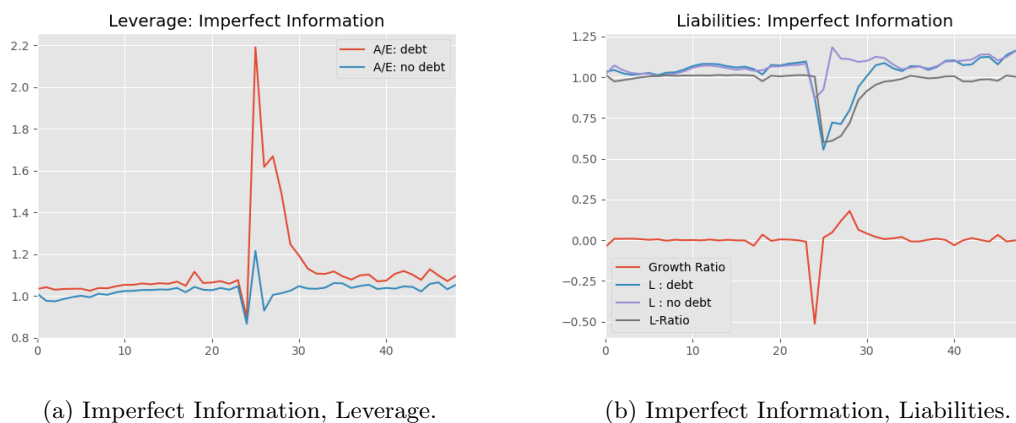 Leverage: Imperfect Information
A/E: debt
A/E: no debt
2.2
2.0
1.8
1.6
1.4
1.2
1.0
0.8
0
10
20
30
40
(a) Imperfect Information, Leverage.
Liabilities: Imperfect Information
1.25
1.00
0.75
0.50
0.25
0.00
−0.25
−0.50
Growth Ratio
L : debt
L : no debt
L-Ratio
0
10
20
30
40
(b) Imperfect Information, Liabilities.